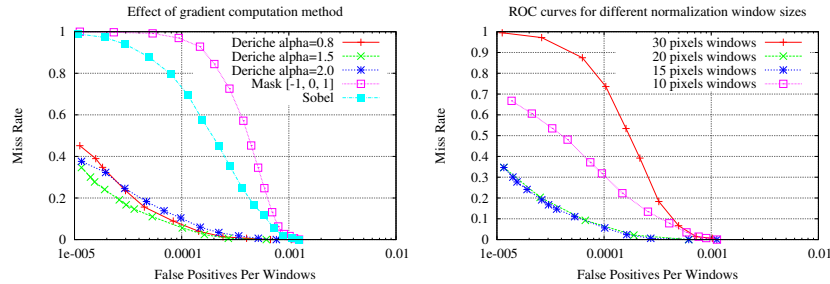 Effect of gradient computation method
Miss Rate
1
0.8
0.6
0.4
0.2
0
1e-005
0.0001
0.001
0.01
False Positives Per Windows
Deriche alpha=0.8
Deriche alpha=1.5
Deriche alpha=2.0
Mask [-1, 0, 1]
Sobel
ROC curves for different normalization window sizes
Miss Rate
1
0.9
0.8
0.7
0.6
0.5
0.4
0.3
0.2
0.1
0
1e-005
0.0001
0.001
0.01
False Positives Per Windows
30 pixels windows
20 pixels windows
15 pixels windows
10 pixels windows